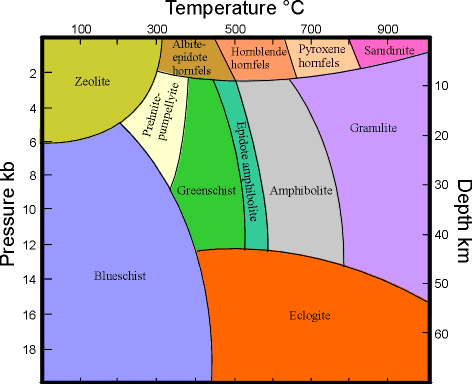 Temperature °C
100 300 500 700 900
Albite-
epidote
hornfels
Hornblende
hornfels
Pyroxene
hornfels
Sanidinite
Zeolite
Prehnite-
pumpellyite
Greenschist
Epidote amphibolite
Amphibolite
Granulite
Blueschist
Eclogite
Pressure kb
2
4
6
8
10
12
14
16
18
Depth km
10
20
30
40
50
60